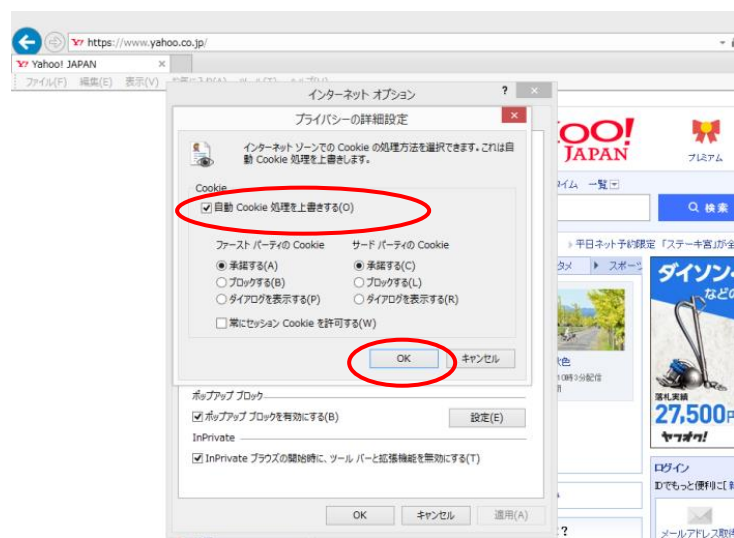 https://www.yahoo.co.jp/
Yahoo! JAPAN
ファイル(F) 編集(E) 表示(V)
インターネット オプション
プライバシーの詳細設定
インターネット ゾーンでの Cookie の処理方法を選択できます。これは自
動 Cookie 処理を上書きします。
Cookie
自動 Cookie 処理を上書きする(O)
ファースト パーティの Cookie サード パーティの Cookie
承諾する(A) 承諾する(C)
ブロックする(B) ブロックする(L)
ダイアログを表示する(P) ダイアログを表示する(R)
常にセッション Cookie を許可する(W)
OK キャンセル
ポップアップ ブロック
ポップアップ ブロックを有効にする(B) 設定(E)
InPrivate
InPrivate ブラウズの開始時に、ツール バーと拡張機能を無効にする(T)
OK キャンセル 適用(A)
JAPAN
プレミアム
一覧
検索
平日ネット予約限定「ステーキ宮」が全
スポーツ
ダイソン
などの
落札実績
27,500
ヤフオク!
ログイン
IDでもっと便利に[
メールアドレス取得